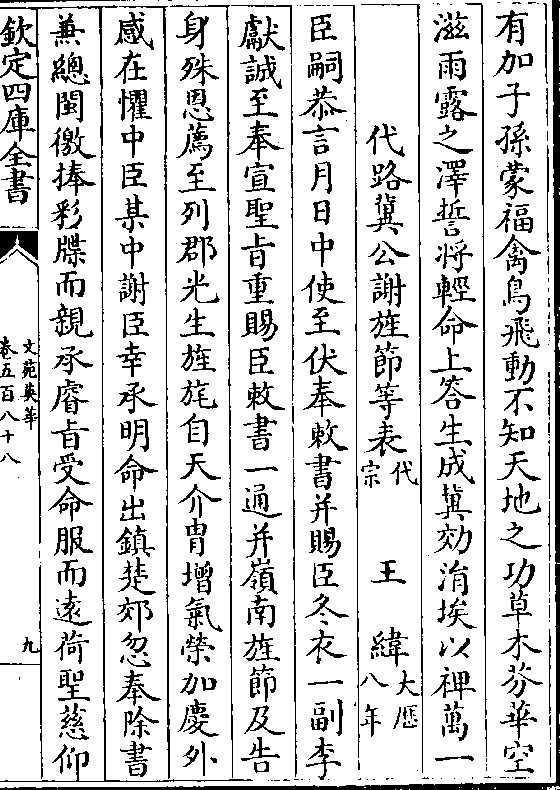 有加子孫蒙福禽鳥飛動不知天地之功草木芬華空
滋雨露之澤誓將輕命上答生成冀効涓埃以裨萬一
代路冀公謝旌節等表代宗 王緯大歴八年
臣嗣恭言月日中使至伏奉敕書并賜臣冬衣一副李
獻誠至奉宣聖旨重賜臣敕書一通并嶺南旌節及告
身殊恩薦至列郡光生旌旄自天介胄增氣榮加慶外
感在懼中臣某中謝臣幸承明命出鎮楚郊忽奉除書
兼總閩徼捧彩牒而親承睿旨受命服而遠荷聖慈仰
欽定四庫全書
文苑英華
卷五百八十八
九